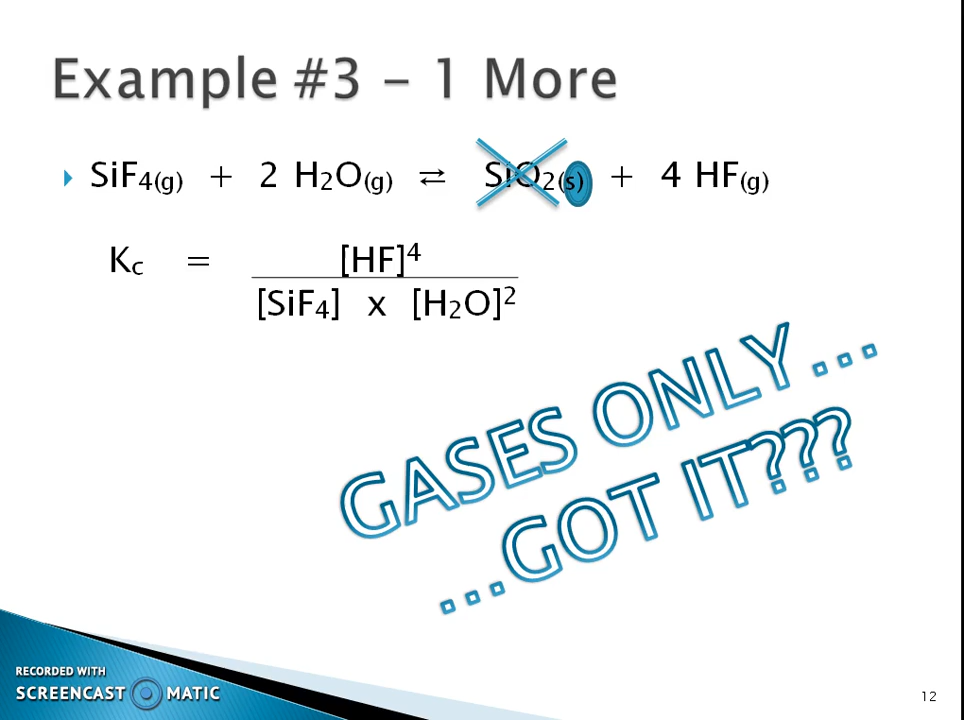 Example #3 – 1 More
SiF4(g) + 2 H2O(g) ⇄ SiO2(s) + 4 HF(g)
Kc = [HF]⁴
[SiF4] x [H2O]²
GASES ONLY...
...GOT IT???
RECORDED WITH
SCREENCAST MATIC
12